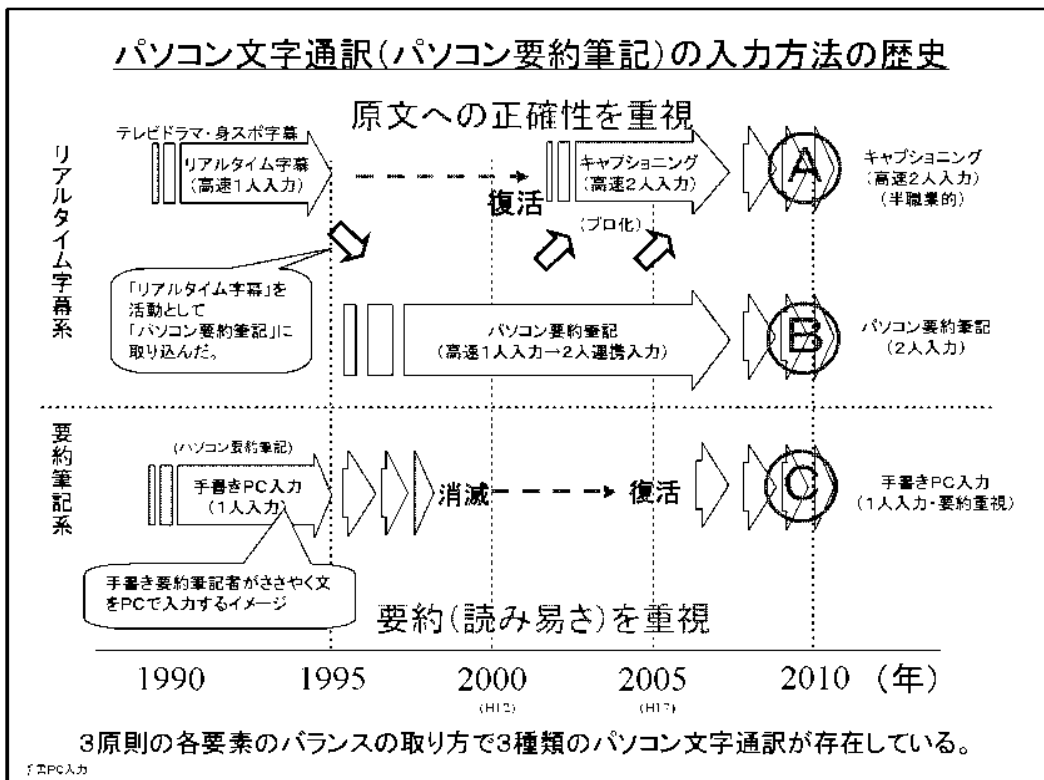 パソコン文字通訳(パソコン要約筆記)の入力方法の歴史
原文への正確性を重視
テレビドラマ・身スポ字幕
リアルタイム字幕系
リアルタイム字幕
(高速1人入力)
復活
キャプショニング
(高速2人入力)
(プロ化)
A
キャプショニング
(高速2人入力)
(半職業的)
「リアルタイム字幕」を
活動として
「パソコン要約筆記」に
取り込んだ。
パソコン要約筆記
(高速1人入力→2人連携入力)
B
パソコン要約筆記
(2人入力)
要約筆記系
(パソコン要約筆記)
手書きPC入力
(1人入力)
消滅
復活
C
手書きPC入力
(1人入力・要約重視)
手書き要約筆記者がささやく文
をPCで入力するイメージ
要約(読み易さ)を重視
1990 1995 2000 2005 2010 (年)
(H12) (H17)
3原則の各要素のバランスの取り方で3種類のパソコン文字通訳が存在している。
PC入力